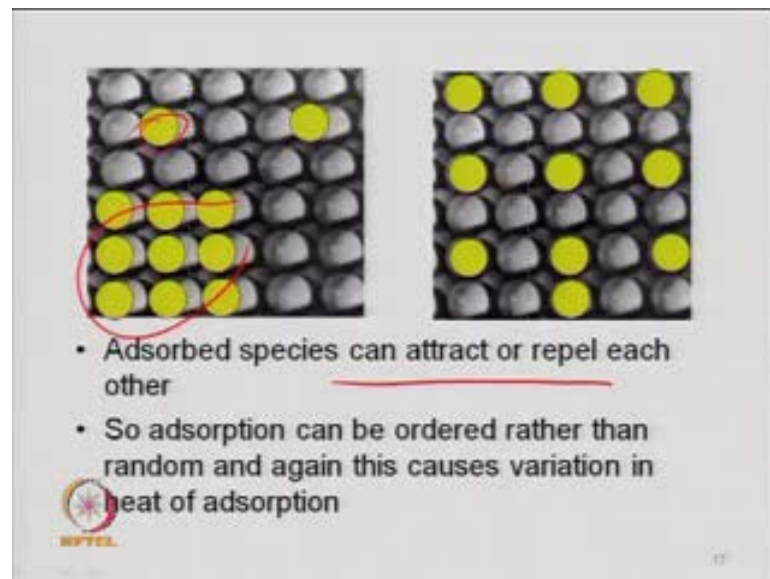 • Adsorbed species can attract or repel each
other
• So adsorption can be ordered rather than
random and again this causes variation in
heat of adsorption
NPTEL
17